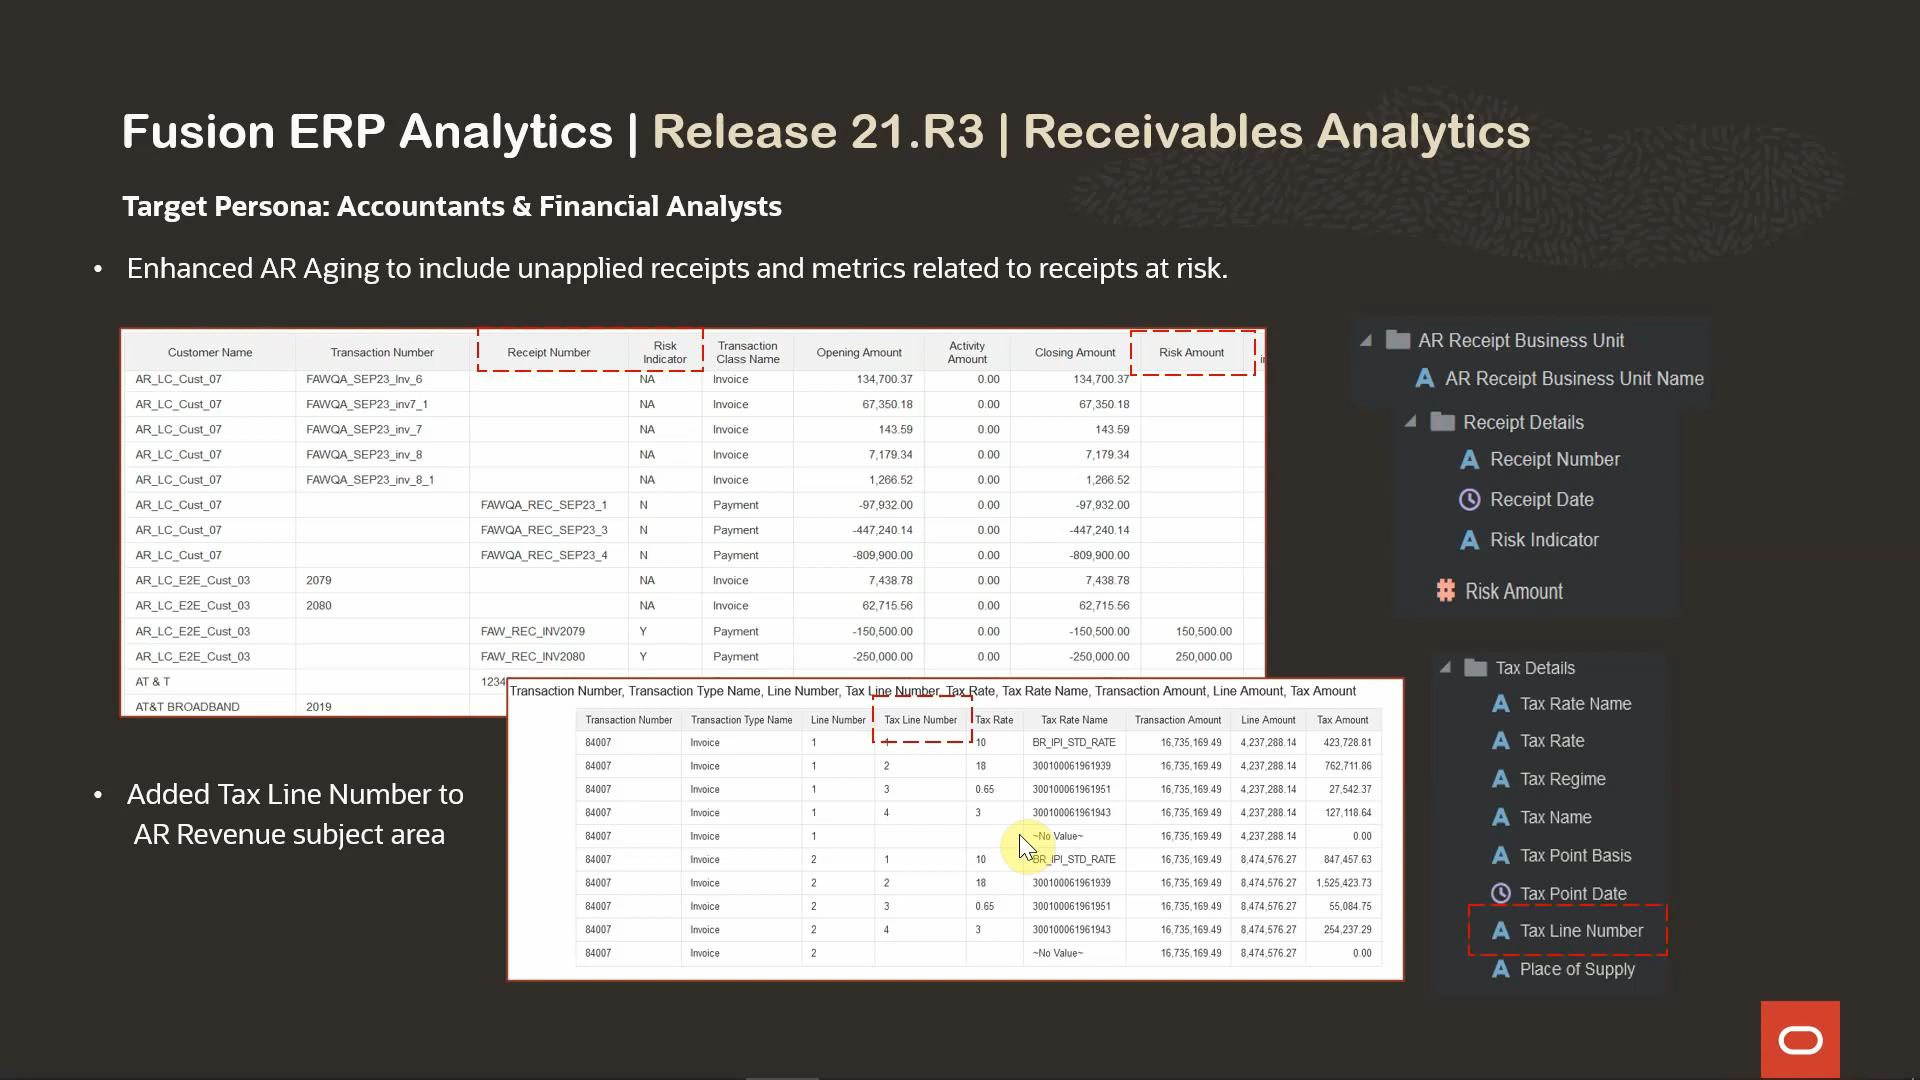 Fusion ERP Analytics | Release 21.R3 | Receivables Analytics
Target Persona: Accountants & Financial Analysts
• Enhanced AR Aging to include unapplied receipts and metrics related to receipts at risk.
Customer Name Transaction Number Receipt Number Risk Indicator Transaction Class Name Opening Amount Activity Amount Closing Amount Risk Amount
AR_LC_Cust_07 FAWQA_SEP23_Inv_6 NA Invoice 134,700.37 0.00 134,700.37
AR_LC_Cust_07 FAWQA_SEP23_inv7_1 NA Invoice 67,350.18 0.00 67,350.18
AR_LC_Cust_07 FAWQA_SEP23_inv_7 NA Invoice 143.59 0.00 143.59
AR_LC_Cust_07 FAWQA_SEP23_inv_8 NA Invoice 7,179.34 0.00 7,179.34
AR_LC_Cust_07 FAWQA_SEP23_inv_8_1 NA Invoice 1,266.52 0.00 1,266.52
AR_LC_Cust_07 FAWQA_REC_SEP23_1 N Payment -97,932.00 0.00 -97,932.00
AR_LC_Cust_07 FAWQA_REC_SEP23_3 N Payment -447,240.14 0.00 -447,240.14
AR_LC_Cust_07 FAWQA_REC_SEP23_4 N Payment -809,900.00 0.00 -809,900.00
AR_LC_E2E_Cust_03 2079 NA Invoice 7,438.78 0.00 7,438.78
AR_LC_E2E_Cust_03 2080 NA Invoice 62,715.56 0.00 62,715.56
AR_LC_E2E_Cust_03 FAW_REC_INV2079 Y Payment -150,500.00 0.00 -150,500.00 150,500.00
AR_LC_E2E_Cust_03 FAW_REC_INV2080 Y Payment -250,000.00 0.00 -250,000.00 250,000.00
AT & T 1234
AT&T BROADBAND 2019
AR Receipt Business Unit
AR Receipt Business Unit Name
Receipt Details
Receipt Number
Receipt Date
Risk Indicator
Risk Amount
• Added Tax Line Number to
AR Revenue subject area
Transaction Number, Transaction Type Name, Line Number, Tax Line Number, Tax Rate, Tax Rate Name, Transaction Amount, Line Amount, Tax Amount
Transaction Number Transaction Type Name Line Number Tax Line Number Tax Rate Tax Rate Name Transaction Amount Line Amount Tax Amount
84007 Invoice 1 1 10 BR_IPI_STD_RATE 16,735,169.49 4,237,288.14 423,728.81
84007 Invoice 1 2 18 300100061961939 16,735,169.49 4,237,288.14 762,711.86
84007 Invoice 1 3 0.65 300100061961951 16,735,169.49 4,237,288.14 27,542.37
84007 Invoice 1 4 3 300100061961943 16,735,169.49 4,237,288.14 127,118.64
84007 Invoice 1 ~No Value~ 16,735,169.49 4,237,288.14 0.00
84007 Invoice 2 1 10 BR_IPI_STD_RATE 16,735,169.49 8,474,576.27 847,457.63
84007 Invoice 2 2 18 300100061961939 16,735,169.49 8,474,576.27 1,525,423.73
84007 Invoice 2 3 0.65 300100061961951 16,735,169.49 8,474,576.27 55,084.75
84007 Invoice 2 4 3 300100061961943 16,735,169.49 8,474,576.27 254,237.29
84007 Invoice 2 ~No Value~ 16,735,169.49 8,474,576.27 0.00
Tax Details
Tax Rate Name
Tax Rate
Tax Regime
Tax Name
Tax Point Basis
Tax Point Date
Tax Line Number
Place of Supply